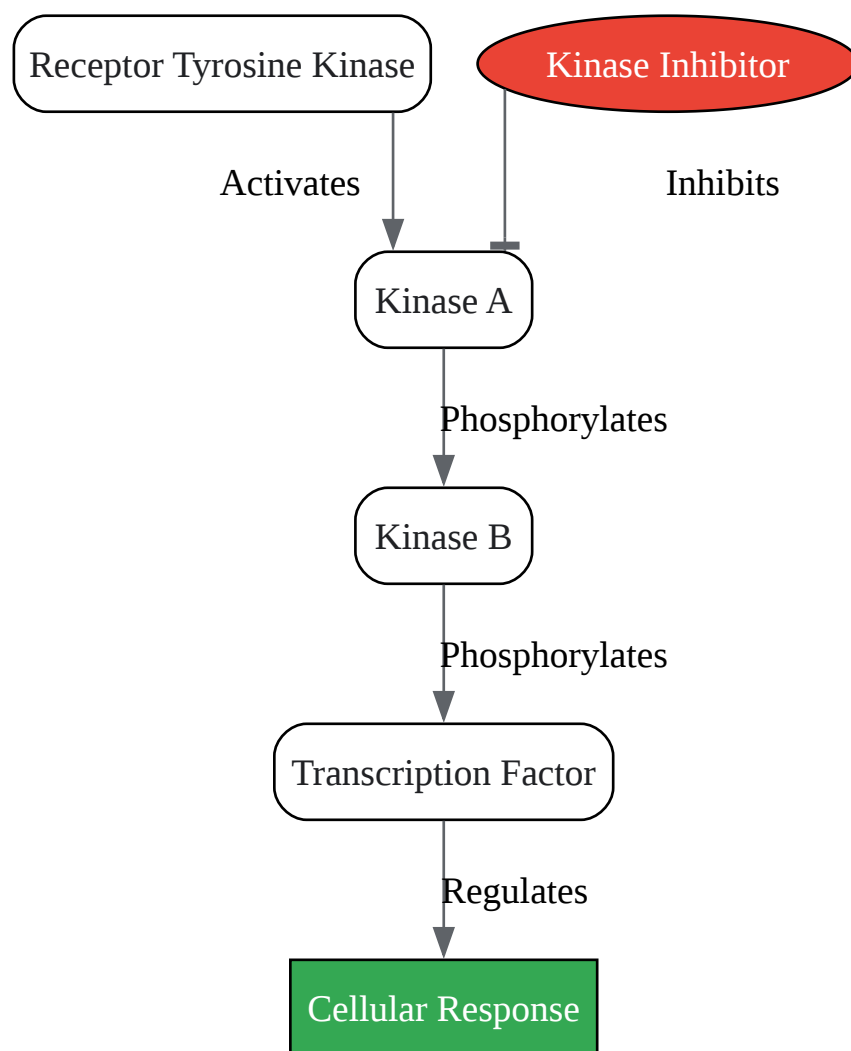 Receptor Tyrosine Kinase
Kinase Inhibitor
Activates
Inhibits
Kinase A
Phosphorylates
Kinase B
Phosphorylates
Transcription Factor
Regulates
Cellular Response